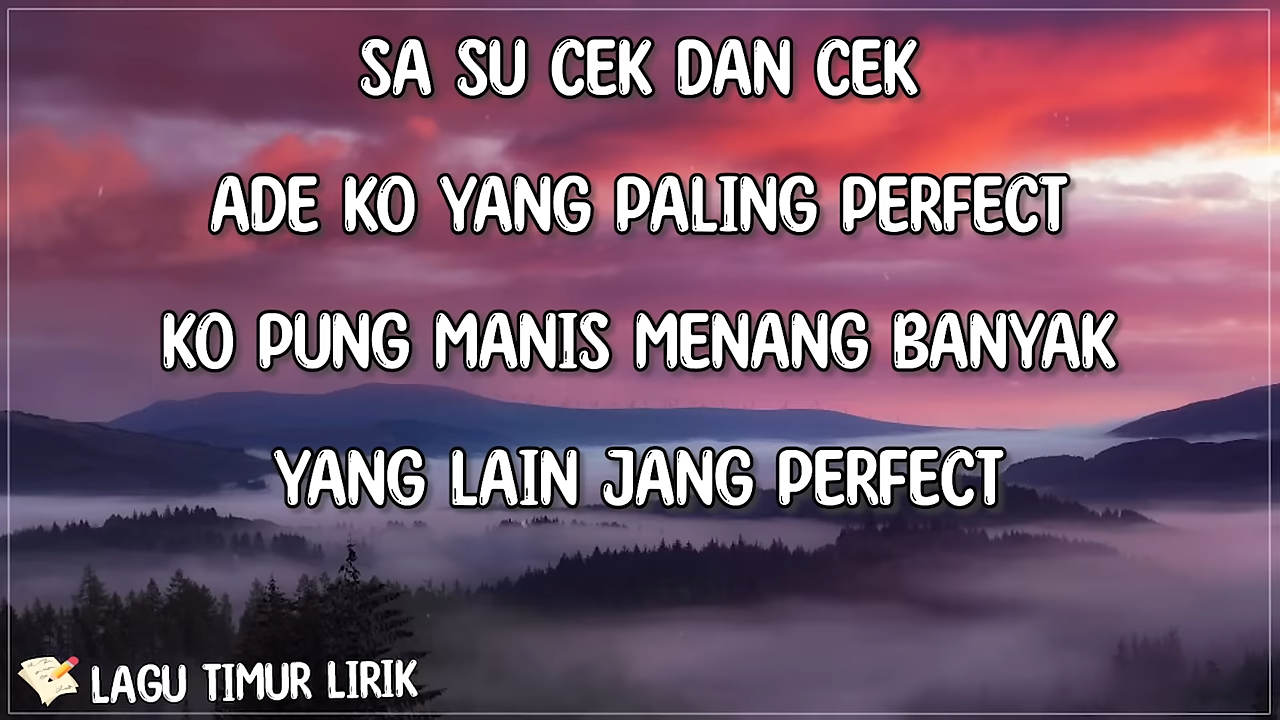 SA SU CEK DAN CEK
ADE KO YANG PALING PERFECT
KO PUNG MANIS MENANG BANYAK
YANG LAIN JANG PERFECT
LAGU TIMUR LIRIK